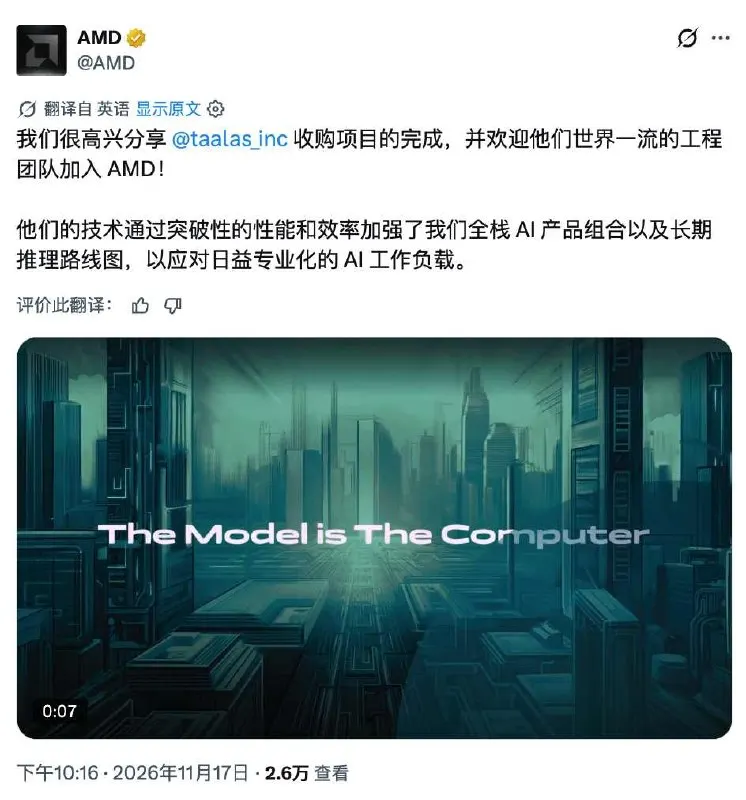 AMD
@AMD
翻译自 英语 显示原文
我们很高兴分享 @taalas_inc 收购项目的完成，并欢迎他们世界一流的工程
团队加入 AMD！
他们的技术通过突破性的性能和效率加强了我们全栈 AI 产品组合以及长期
推理路线图，以应对日益专业化的 AI 工作负载。
评价此翻译：
The Model is The Computer
0:07
下午10:16 · 2026年11月17日 · 2.6万 查看